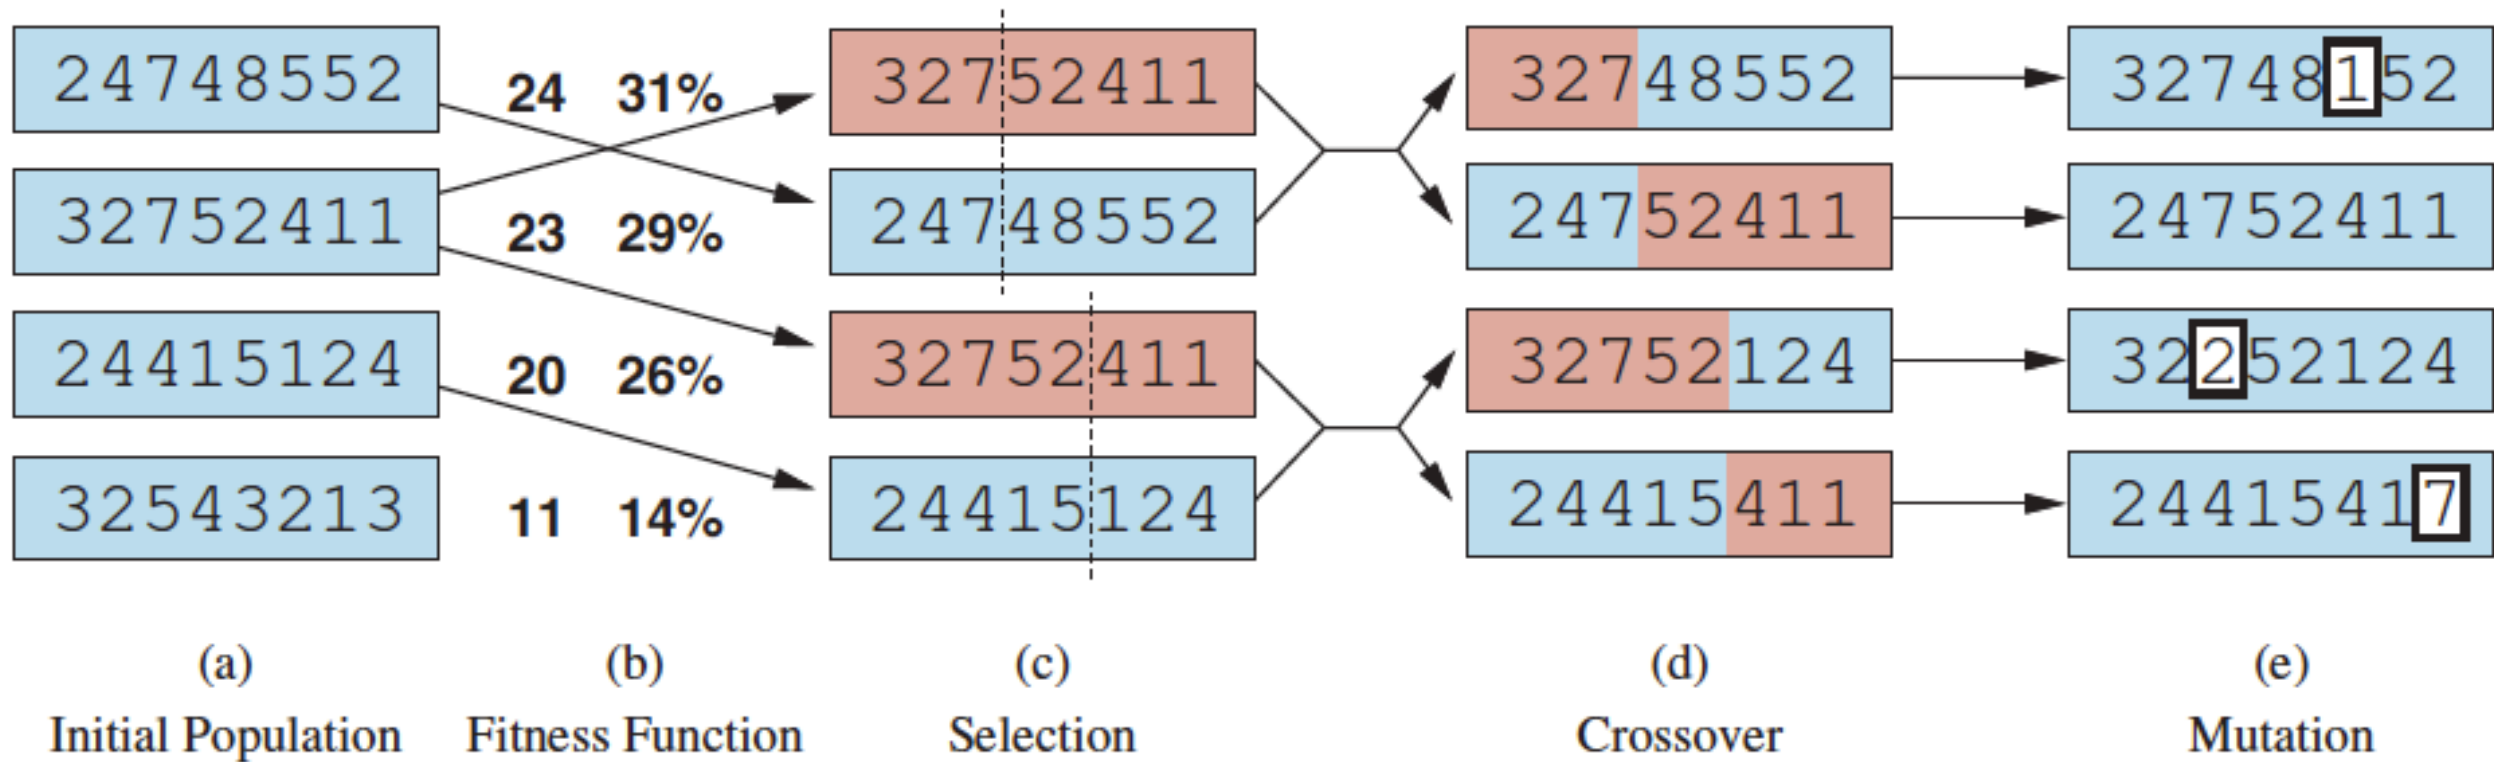 24748552 24 31% 32752411 32748552 32748152
32752411 23 29% 24748552 24752411 24752411
24415124 20 26% 32752411 32752124 32252124
32543213 11 14% 24415124 24415411 24415417
(a) (b) (c) (d) (e)
Initial Population Fitness Function Selection Crossover Mutation